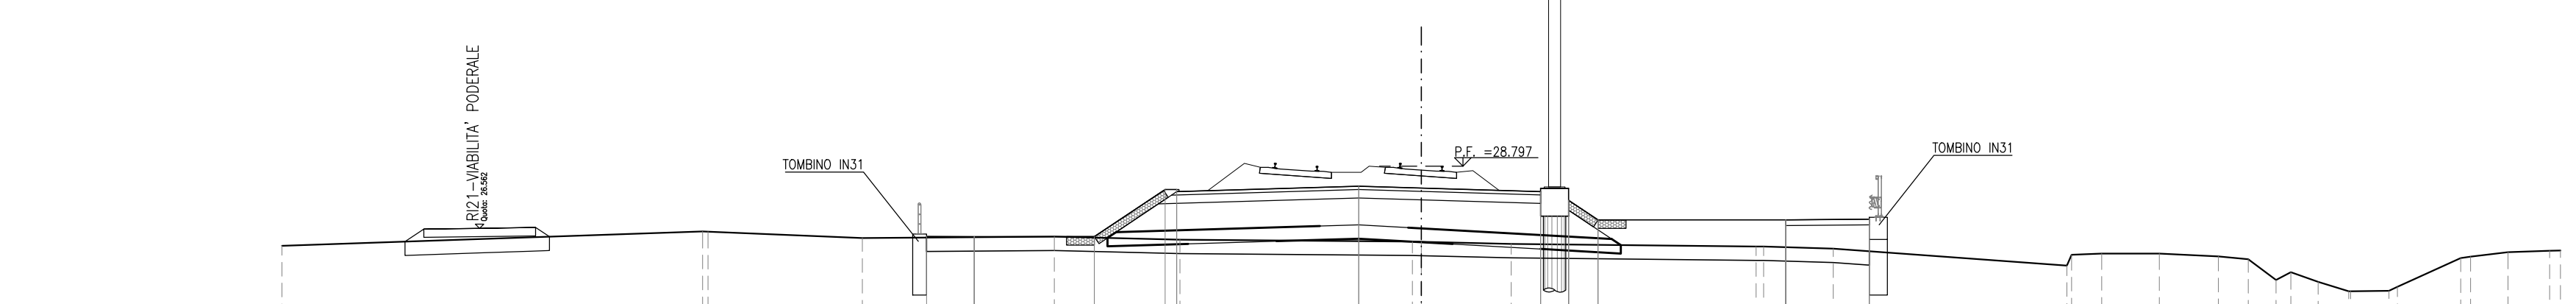 RI21-VIABILITA' PODERALE
Quota: 26.562
TOMBINO IN31
P.F. =28.797
TOMBINO IN31